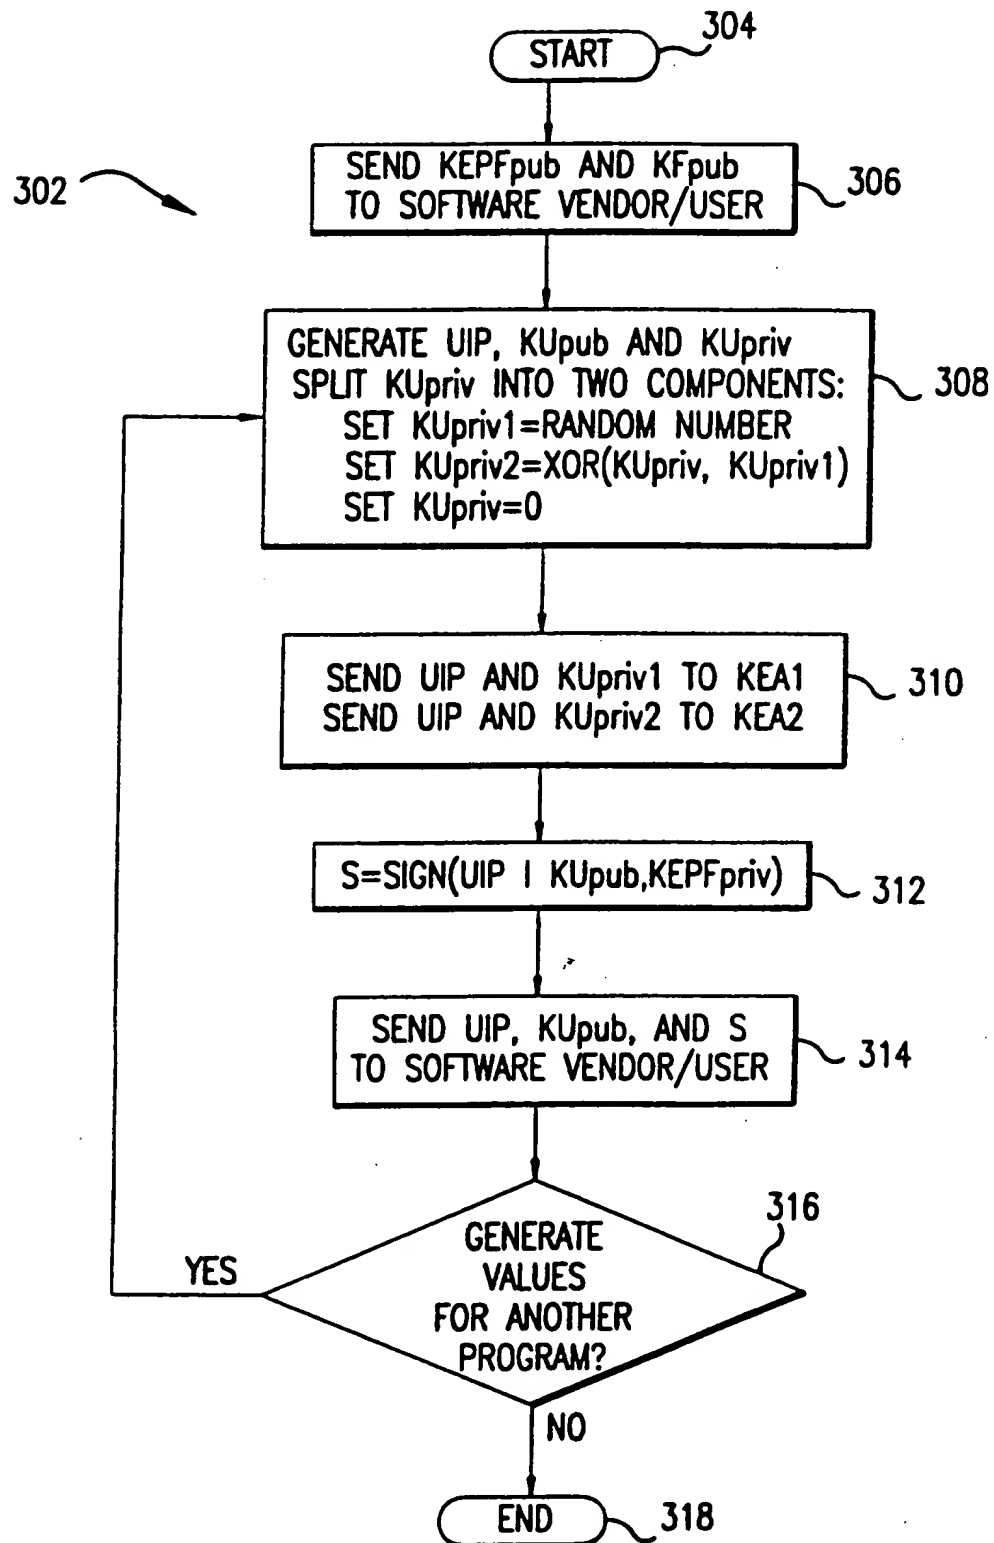 304
START
302
SEND KEPFpub AND KFpub
TO SOFTWARE VENDOR/USER
306
GENERATE UIP, KUpub AND KUpriv
SPLIT KUpriv INTO TWO COMPONENTS:
SET KUpriv1=RANDOM NUMBER
SET KUpriv2=XOR(KUpriv, KUpriv1)
SET KUpriv=0
308
SEND UIP AND KUpriv1 TO KEA1
SEND UIP AND KUpriv2 TO KEA2
310
S=SIGN(UIP | KUpub,KEPFpriv)
312
SEND UIP, KUpub, AND S
TO SOFTWARE VENDOR/USER
314
316
GENERATE
VALUES
FOR ANOTHER
PROGRAM?
YES
NO
END
318